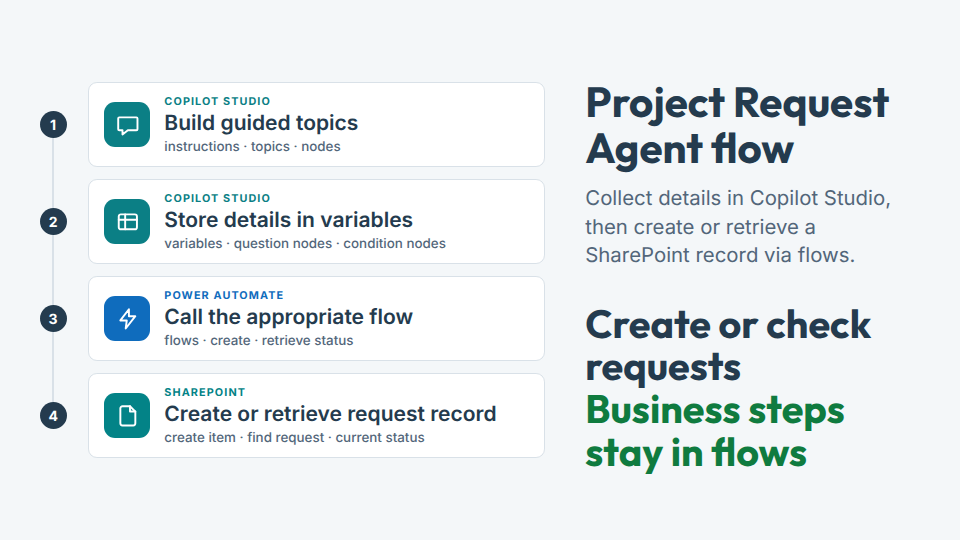 1
COPILOT STUDIO
Build guided topics
instructions · topics · nodes
2
COPILOT STUDIO
Store details in variables
variables · question nodes · condition nodes
3
POWER AUTOMATE
Call the appropriate flow
flows · create · retrieve status
4
SHAREPOINT
Create or retrieve request record
create item · find request · current status
Project Request
Agent flow
Collect details in Copilot Studio,
then create or retrieve a
SharePoint record via flows.
Create or check
requests
Business steps
stay in flows